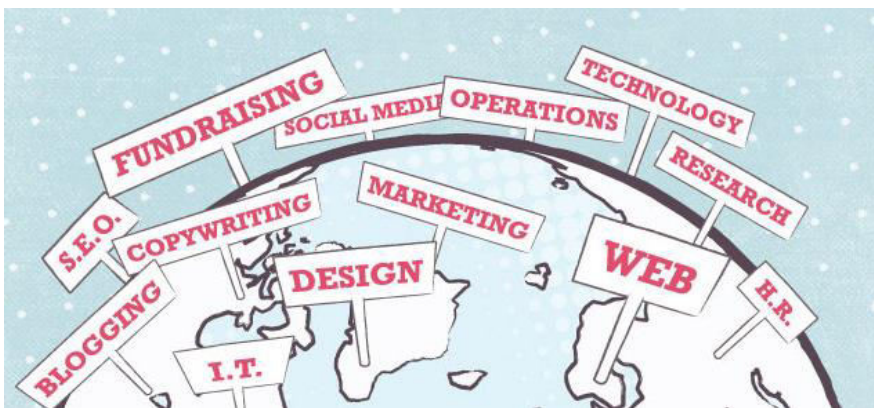 FUNDRAISING
SOCIAL MEDI
OPERATIONS
TECHNOLOGY
RESEARCH
S.E.O.
COPYWRITING
MARKETING
BLOGGING
DESIGN
WEB
H.R.
I.T.